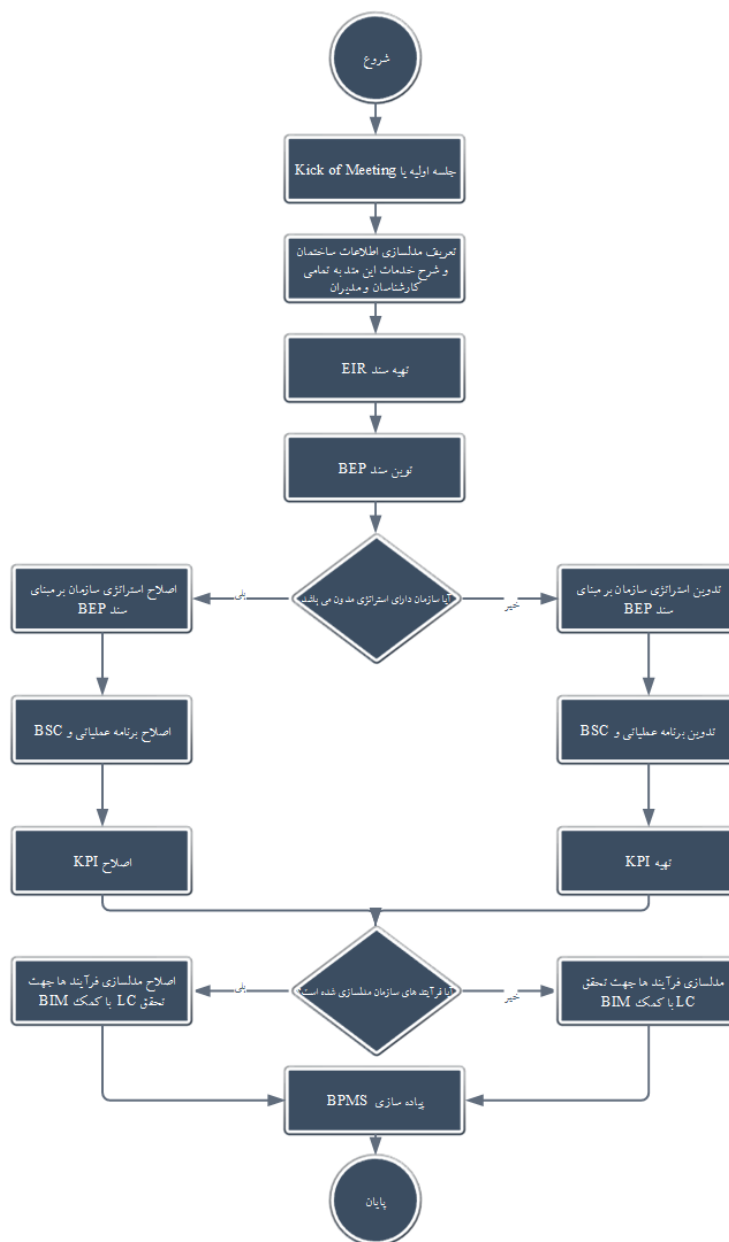 شروع
جلسه اولیه یا Kick of Meeting
تعریف مدلسازی اطلاعات ساختمان
و شرح خدمات این متد به تمامی
کارشناسان و مدیران
تهیه سند EIR
توین سند BEP
آیا سازمان دارای استراتژی مدون می باشد
بلی
خیر
اصلاح استراتژی سازمان بر مبنای
سند BEP
تدوین استراتژی سازمان بر مبنای
سند BEP
اصلاح برنامه عملیاتی و BSC
تدوین برنامه عملیاتی و BSC
اصلاح KPI
تهیه KPI
آیا فرآیند های سازمان مدلسازی شده است
بلی
خیر
اصلاح مدلسازی فرآیند ها جهت
تحقق LC با کمک BIM
مدلسازی فرآیند ها جهت تحقق
LC با کمک BIM
پیاده سازی BPMS
پایان